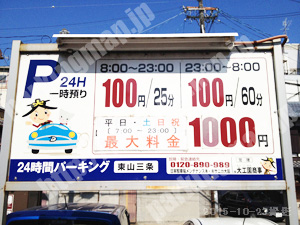 P 24H
一時預り
8:00〜23:00
100円/25分
23:00〜8:00
100円/60分
平日・土日祝
[7:00〜23:00]
最大料金 1000円
24時間パーキング 東山三条
0120-890-989
大工園商事